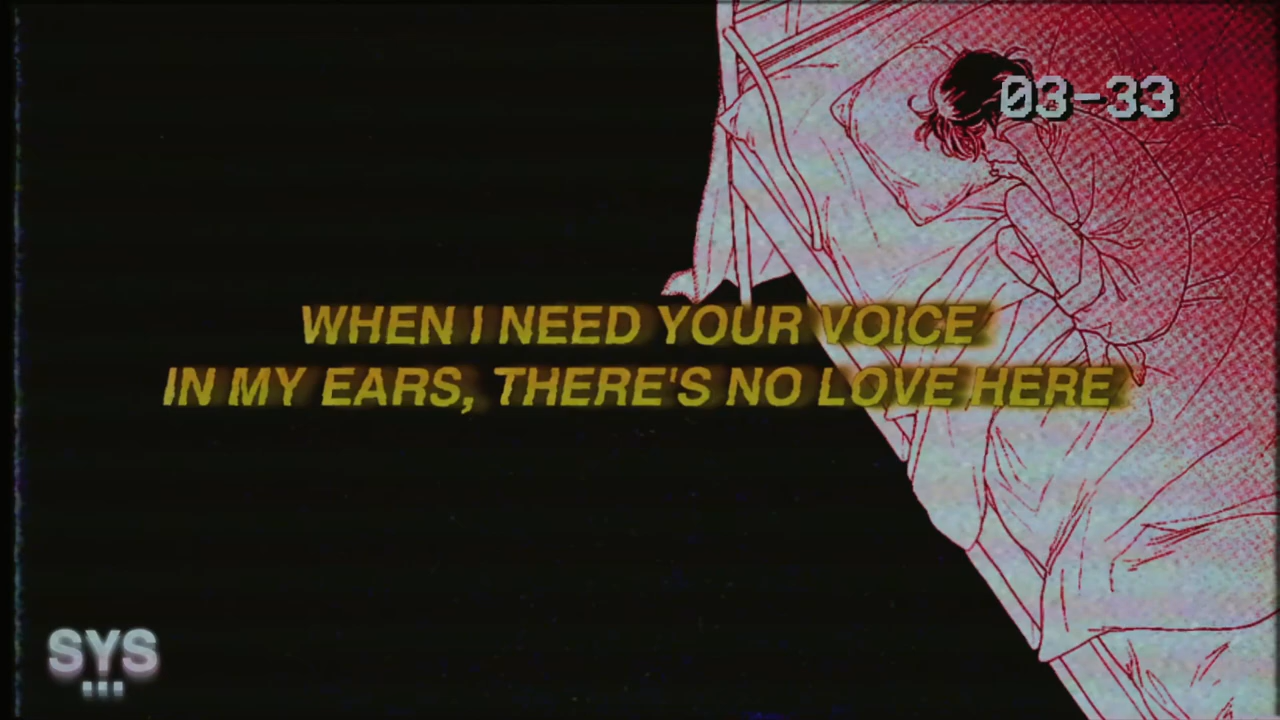 03-33
WHEN I NEED YOUR VOICE
IN MY EARS, THERE'S NO LOVE HERE
SYS